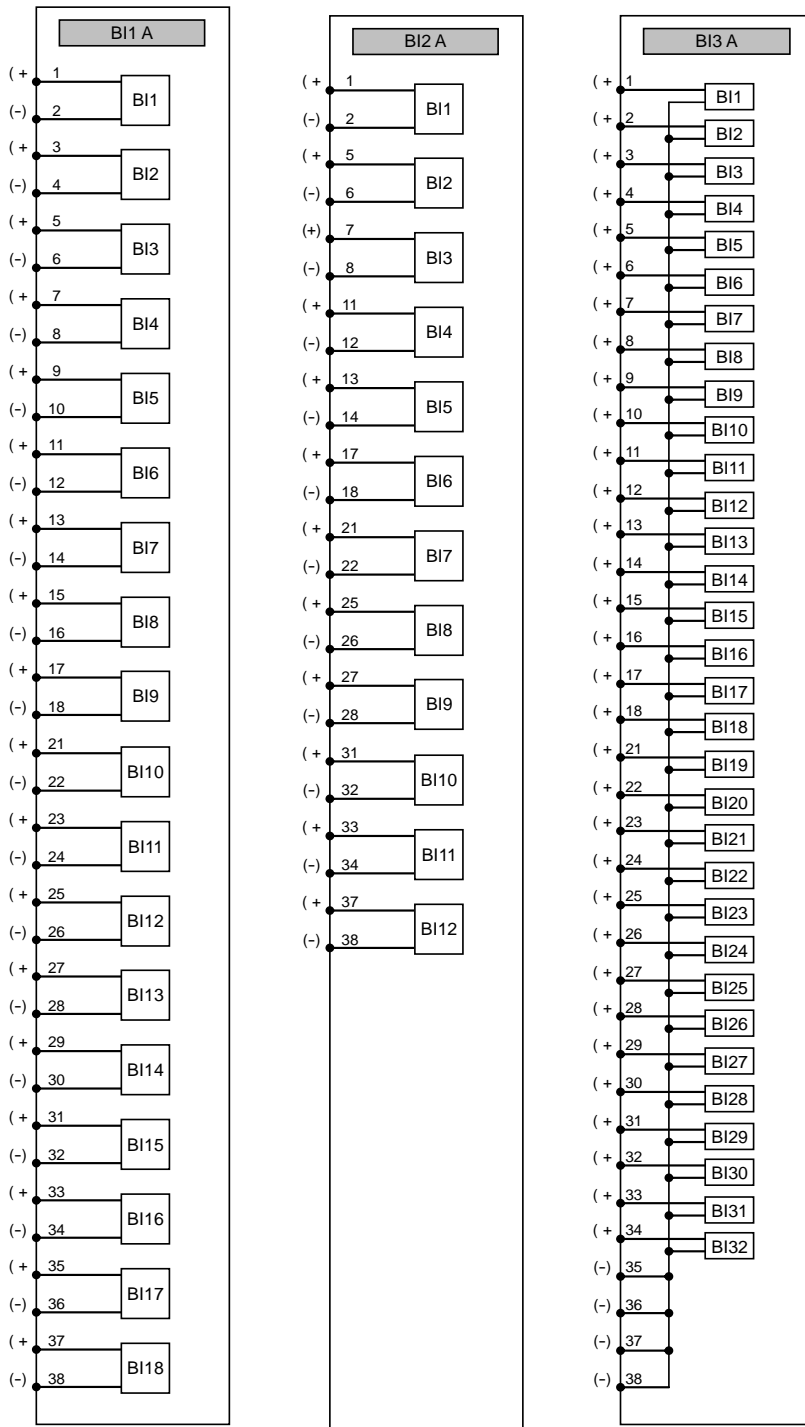 BI1 A
( + 1
BI1
(-) 2
( + 3
BI2
(-) 4
( + 5
BI3
(-) 6
( + 7
BI4
(-) 8
( + 9
BI5
(-) 10
( + 11
BI6
(-) 12
( + 13
BI7
(-) 14
( + 15
BI8
(-) 16
( + 17
BI9
(-) 18
( + 21
BI10
(-) 22
( + 23
BI11
(-) 24
( + 25
BI12
(-) 26
( + 27
BI13
(-) 28
( + 29
BI14
(-) 30
( + 31
BI15
(-) 32
( + 33
BI16
(-) 34
( + 35
BI17
(-) 36
( + 37
BI18
(-) 38
BI2 A
( + 1
BI1
(-) 2
( + 5
BI2
(-) 6
(+) 7
BI3
(-) 8
( + 11
BI4
(-) 12
( + 13
BI5
(-) 14
( + 17
BI6
(-) 18
( + 21
BI7
(-) 22
( + 25
BI8
(-) 26
( + 27
BI9
(-) 28
( + 31
BI10
(-) 32
( + 33
BI11
(-) 34
( + 37
BI12
(-) 38
BI3 A
( + 1
BI1
( + 2
BI2
( + 3
BI3
( + 4
BI4
( + 5
BI5
( + 6
BI6
( + 7
BI7
( + 8
BI8
( + 9
BI9
( + 10
BI10
( + 11
BI11
( + 12
BI12
( + 13
BI13
( + 14
BI14
( + 15
BI15
( + 16
BI16
( + 17
BI17
( + 18
BI18
( + 21
BI19
( + 22
BI20
( + 23
BI21
( + 24
BI22
( + 25
BI23
( + 26
BI24
( + 27
BI25
( + 28
BI26
( + 29
BI27
( + 30
BI28
( + 31
BI29
( + 32
BI30
( + 33
BI31
( + 34
BI32
(-) 35
(-) 36
(-) 37
(-) 38